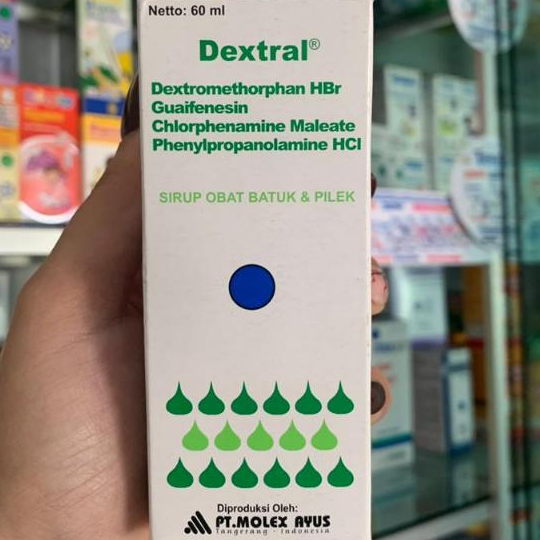 Netto: 60 ml
Dextral®
Dextromethorphan HBr
Guaifenesin
Chlorphenamine Maleate
Phenylpropanolamine HCl
SIRUP OBAT BATUK & PILEK
Diproduksi Oleh:
PT.MOLEX AYUS
Tangerang - Indonesia